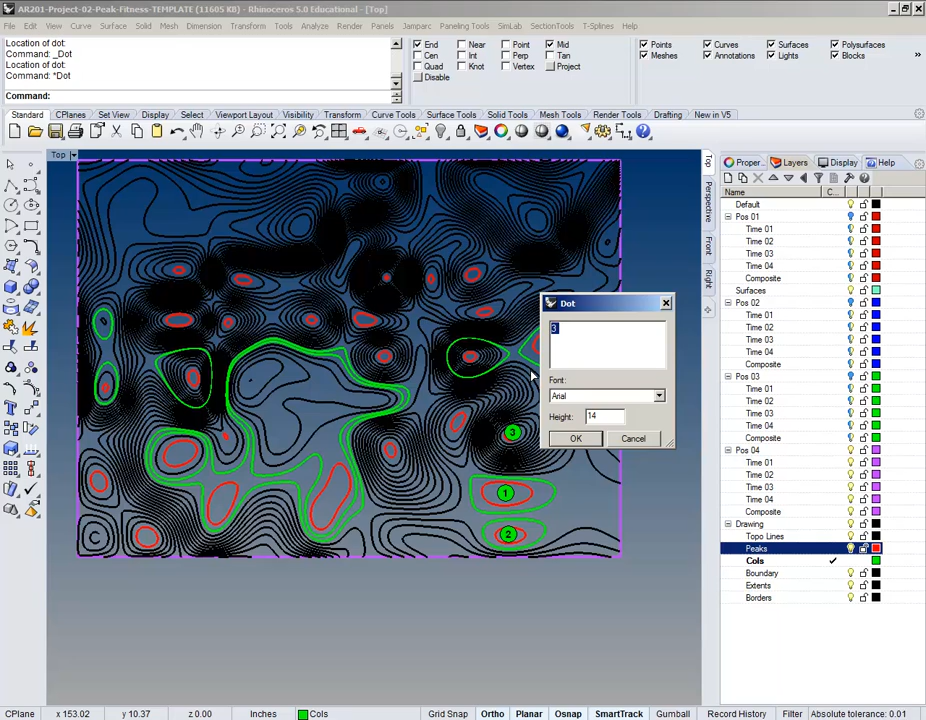 AR201-Project-02-Peak-Fitness-TEMPLATE (11605 KB) - Rhinoceros 5.0 Educational - [Top]
File Edit View Curve Surface Solid Mesh Dimension Transform Tools Analyze Render Panels Jamparc Paneling Tools SimLab SectionTools T-Splines Help
Location of dot:
Command: _Dot
Location of dot:
Command: *Dot
Command:
End Near Point Mid
Cen Int Perp Tan
Quad Knot Vertex Project
Disable
Points Curves Surfaces Polysurfaces
Meshes Annotations Lights Blocks
Standard CPlanes Set View Display Select Viewport Layout Visibility Transform Curve Tools Surface Tools Solid Tools Mesh Tools Render Tools Drafting New in V5
Top
Top
Perspective
Front
Right
Proper... Layers Display Help
Name C...
Default
Pos 01
Time 01
Time 02
Time 03
Time 04
Composite
Surfaces
Pos 02
Time 01
Time 02
Time 03
Time 04
Composite
Pos 03
Time 01
Time 02
Time 03
Time 04
Composite
Pos 04
Time 01
Time 02
Time 03
Time 04
Composite
Drawing
Topo Lines
Peaks
Cols
Boundary
Extents
Borders
Dot
3
Font:
Arial
Height: 14
OK Cancel
3
1
2
CPlane x 153.02 y 10.37 z 0.00 Inches Cols Grid Snap Ortho Planar Osnap SmartTrack Gumball Record History Filter Absolute tolerance: 0.01